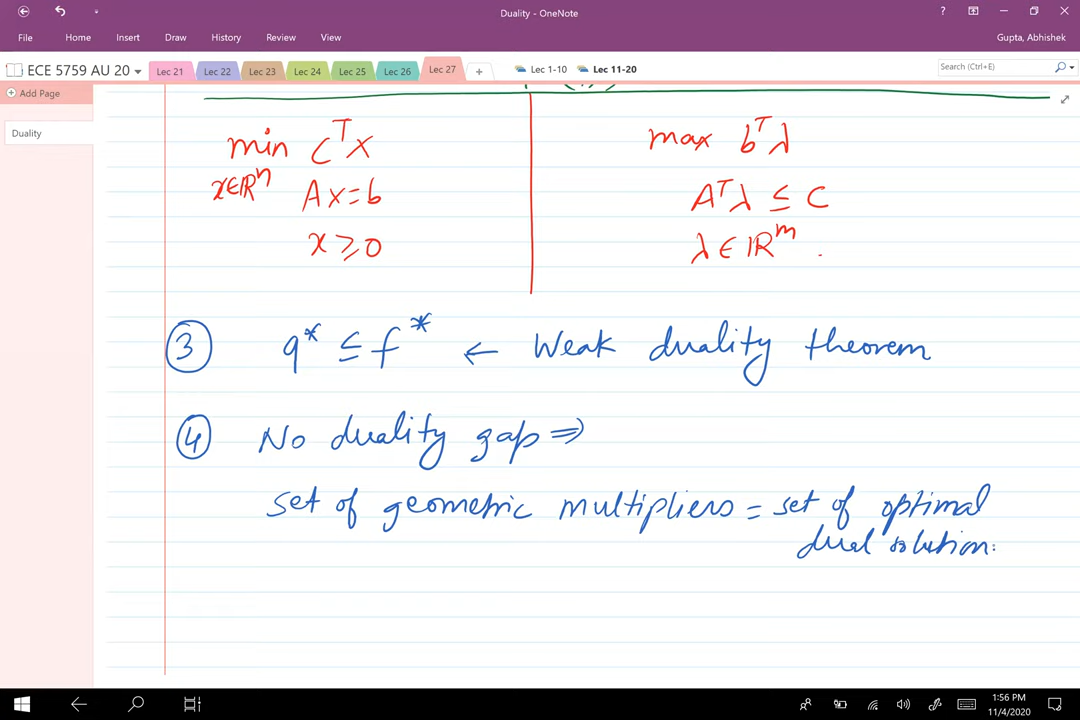 Duality - OneNote
?
File Home Insert Draw History Review View
Gupta, Abhishek
ECE 5759 AU 20
Lec 21 Lec 22 Lec 23 Lec 24 Lec 25 Lec 26 Lec 27 +
Lec 1-10 Lec 11-20
Search (Ctrl+E)
Add Page
Duality
min C^T x
x∈ℝ^n Ax=b
x ≥ 0
max b^T λ
A^T λ ≤ C
λ ∈ ℝ^m.
③ q* ≤ f* ← Weak duality theorem
④ No duality gap ⇒
set of geometric multipliers = set of optimal
dual solution:
1:56 PM
11/4/2020